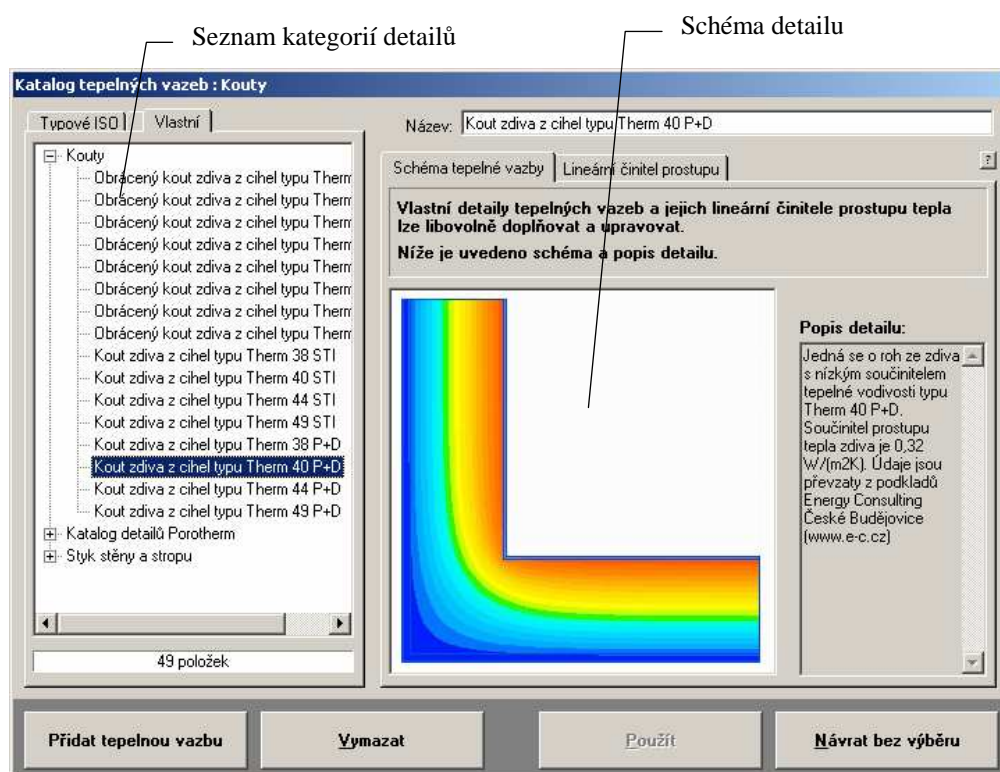 Seznam kategorií detailů
Schéma detailu
Katalog tepelných vazeb : Kouty
Typové ISO
Vlastní
Název:
Kout zdiva z cihel typu Therm 40 P+D
Kouty
Obrácený kout zdiva z cihel typu Therm
Obrácený kout zdiva z cihel typu Therm
Obrácený kout zdiva z cihel typu Therm
Obrácený kout zdiva z cihel typu Therm
Obrácený kout zdiva z cihel typu Therm
Obrácený kout zdiva z cihel typu Therm
Obrácený kout zdiva z cihel typu Therm
Obrácený kout zdiva z cihel typu Therm
Kout zdiva z cihel typu Therm 38 STI
Kout zdiva z cihel typu Therm 40 STI
Kout zdiva z cihel typu Therm 44 STI
Kout zdiva z cihel typu Therm 49 STI
Kout zdiva z cihel typu Therm 38 P+D
Kout zdiva z cihel typu Therm 40 P+D
Kout zdiva z cihel typu Therm 44 P+D
Kout zdiva z cihel typu Therm 49 P+D
Katalog detailů Porotherm
Styk stěny a stropu
49 položek
Schéma tepelné vazby
Lineární činitel prostupu
?
Vlastní detaily tepelných vazeb a jejich lineární činitele prostupu tepla
lze libovolně doplňovat a upravovat.
Níže je uvedeno schéma a popis detailu.
Popis detailu:
Jedná se o roh ze zdiva
s nízkým součinitelem
tepelné vodivosti typu
Therm 40 P+D.
Součinitel prostupu
tepla zdiva je 0,32
W/(m2K). Údaje jsou
převzaty z podkladů
Energy Consulting
České Budějovice
(www.e-c.cz)
Přidat tepelnou vazbu
Vymazat
Použít
Návrat bez výběru